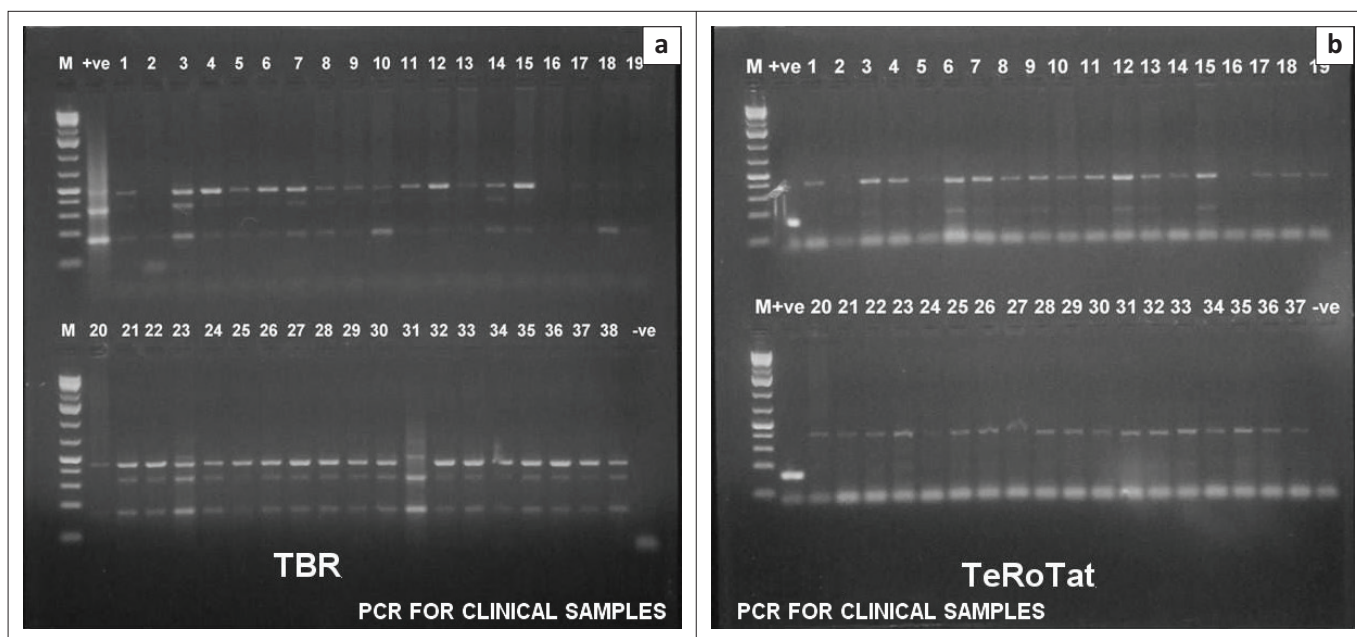 a
M +ve 1 2 3 4 5 6 7 8 9 10 11 12 13 14 15 16 17 18 19
M 20 21 22 23 24 25 26 27 28 29 30 31 32 33 34 35 36 37 38 -ve
TBR
PCR FOR CLINICAL SAMPLES
b
M +ve 1 2 3 4 5 6 7 8 9 10 11 12 13 14 15 16 17 18 19
M +ve 20 21 22 23 24 25 26 27 28 29 30 31 32 33 34 35 36 37 -ve
TeRoTat
PCR FOR CLINICAL SAMPLES